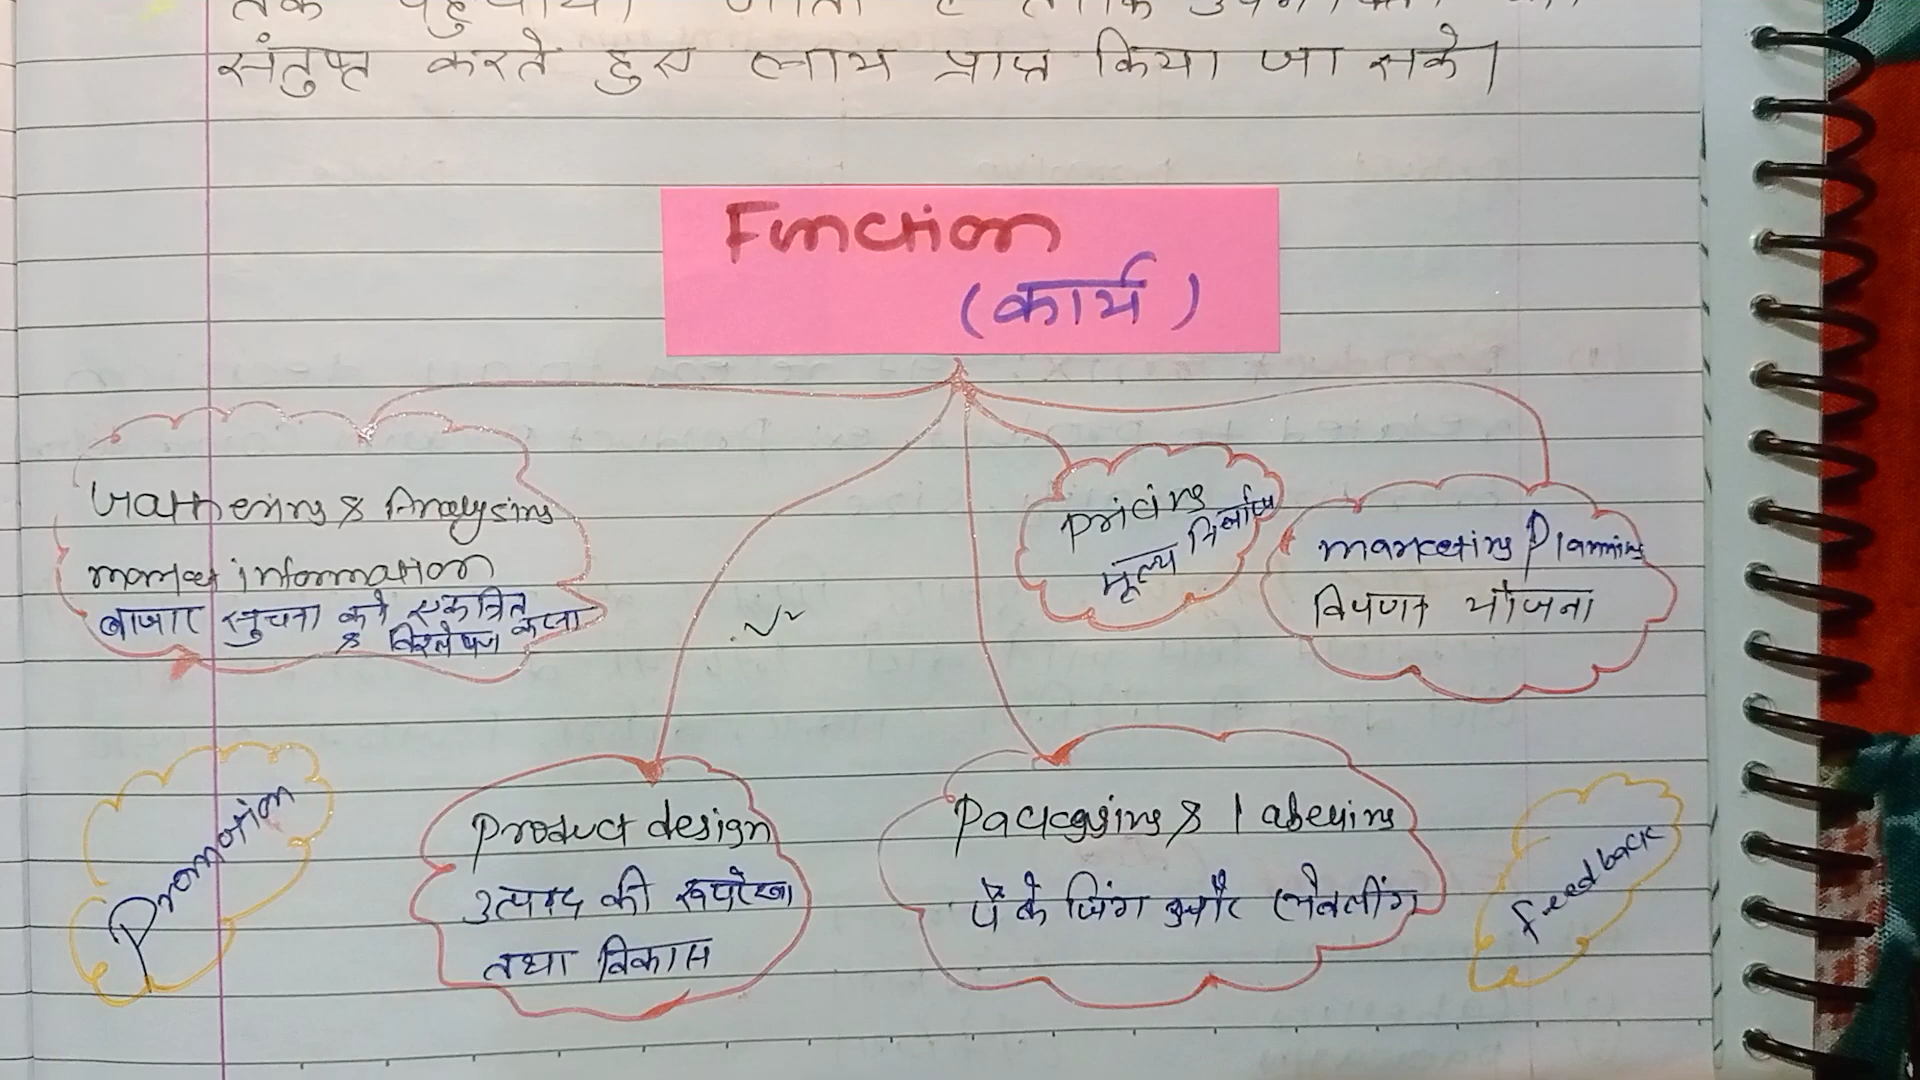 संतुष्ट करते हुए लाभ प्राप्त किया जा सके।
Function
(कार्य)
Gathering & Analysing
market information
बाजार सुचना को एकत्रित
& विश्लेषण करना
Pricing
मूल्य निर्धारण
marketing Planning
विपणन योजना
Promotion
Product design
उत्पाद की रूपरेखा
तथा विकास
Packaging & Labeling
पैकेजिंग और लेबलींग
feedback